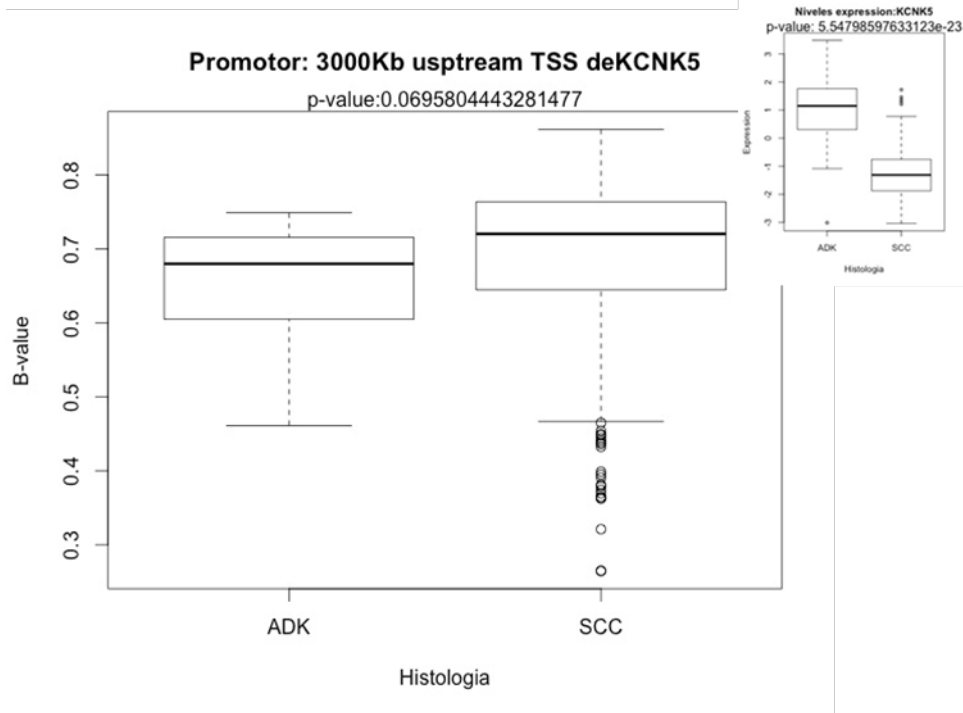 Promotor: 3000Kb usptream TSS deKCNK5
p-value:0.0695804443281477
B-value
0.8
0.7
0.6
0.5
0.4
0.3
ADK
SCC
Histologia
Niveles expression:KCNK5
p-value: 5.54798597633123e-23
Expression
3
2
1
0
-1
-2
-3
ADK
SCC
Histologia